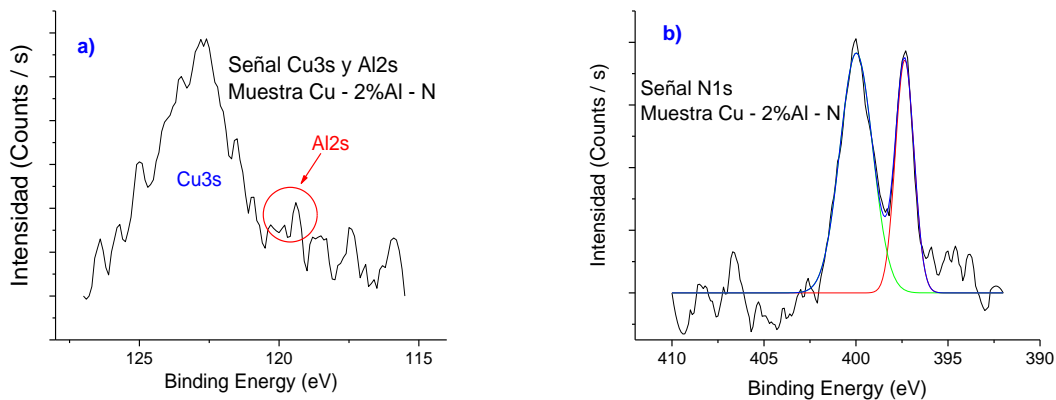 a)
Señal Cu3s y Al2s
Muestra Cu - 2%Al - N
Al2s
Cu3s
Intensidad (Counts / s)
125 120 115
Binding Energy (eV)
b)
Señal N1s
Muestra Cu - 2%Al - N
Intensidad (Counts / s)
410 405 400 395 390
Binding Energy (eV)